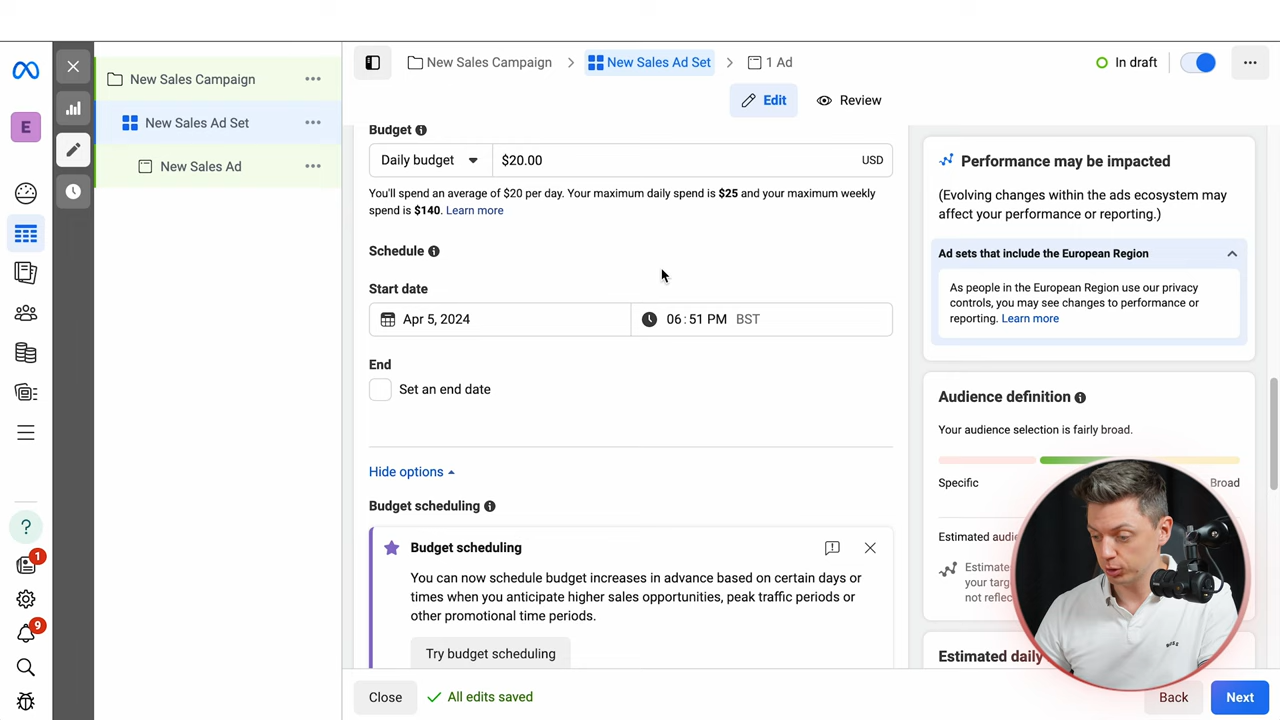 New Sales Campaign
New Sales Ad Set
1 Ad
In draft
Edit
Review
E
New Sales Campaign
New Sales Ad Set
New Sales Ad
?
1
9
Budget
Daily budget
$20.00
USD
You'll spend an average of $20 per day. Your maximum daily spend is $25 and your maximum weekly
spend is $140. Learn more
Schedule
Start date
Apr 5, 2024
06:51 PM BST
End
Set an end date
Hide options
Budget scheduling
Budget scheduling
You can now schedule budget increases in advance based on certain days or
times when you anticipate higher sales opportunities, peak traffic periods or
other promotional time periods.
Try budget scheduling
Performance may be impacted
(Evolving changes within the ads ecosystem may
affect your performance or reporting.)
Ad sets that include the European Region
As people in the European Region use our privacy
controls, you may see changes to performance or
reporting. Learn more
Audience definition
Your audience selection is fairly broad.
Specific
Broad
Estimated
Estimate
your
not
Estimated daily
Close
All edits saved
Back
Next